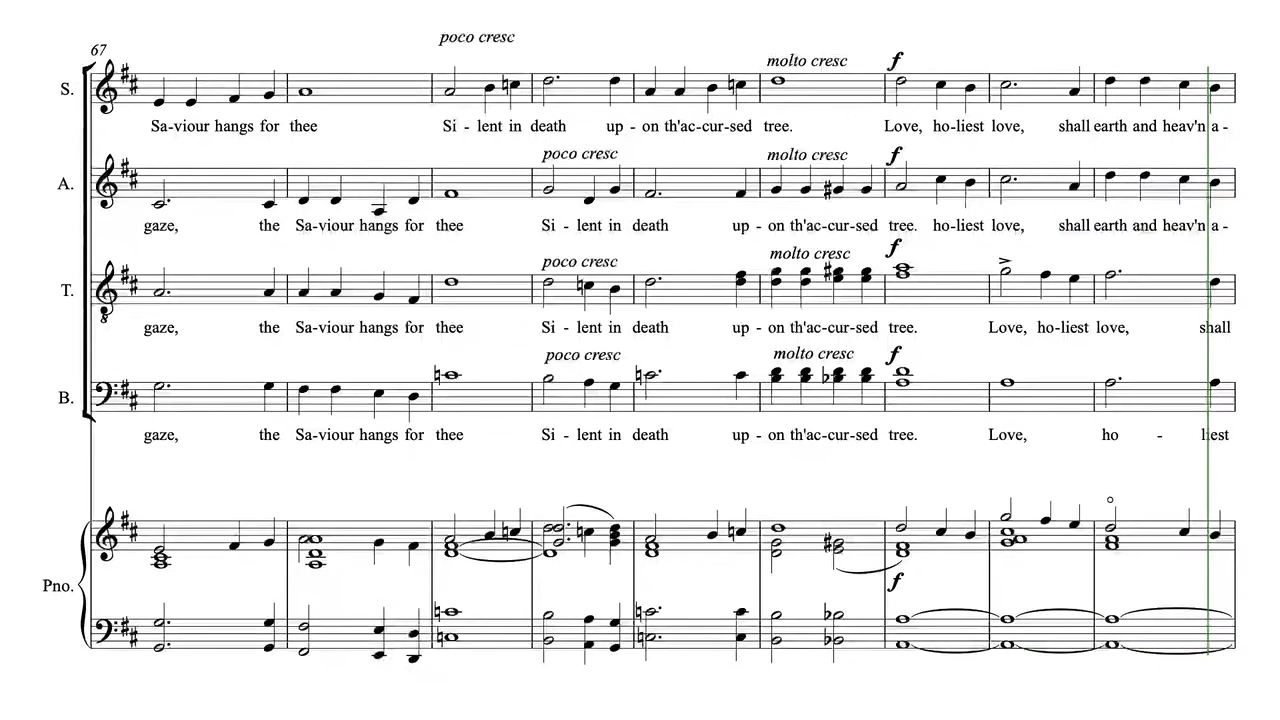 poco cresc
67
molto cresc
f
S.
Sa-viour hangs for thee Si - lent in death up - on th'ac-cur-sed tree. Love, ho-liest love, shall earth and heav'n a -
poco cresc molto cresc f
A.
gaze, the Sa-viour hangs for thee Si - lent in death up - on th'ac-cur-sed tree. ho-liest love, shall earth and heav'n a -
f
poco cresc molto cresc
T.
8
gaze, the Sa-viour hangs for thee Si - lent in death up - on th'ac-cur-sed tree. Love, ho-liest love, shall
poco cresc molto cresc f
B.
gaze, the Sa-viour hangs for thee Si - lent in death up - on th'ac-cur-sed tree. Love, ho - liest
Pno.
f